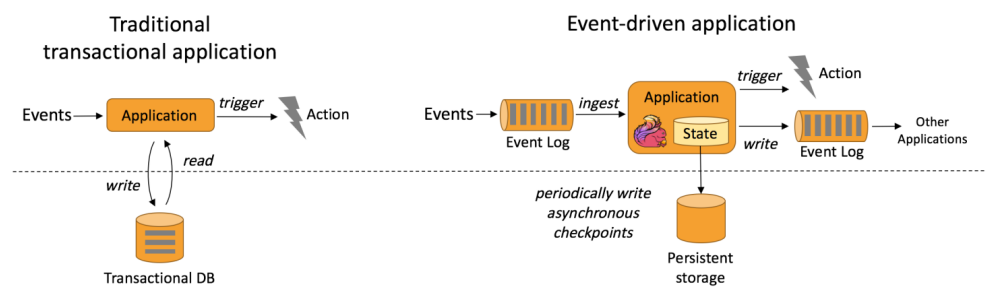 Traditional
transactional application
Events
Application
trigger
Action
write
read
Transactional DB
Event-driven application
Events
Event Log
ingest
Application
State
trigger
Action
write
Event Log
Other
Applications
periodically write
asynchronous
checkpoints
Persistent
storage